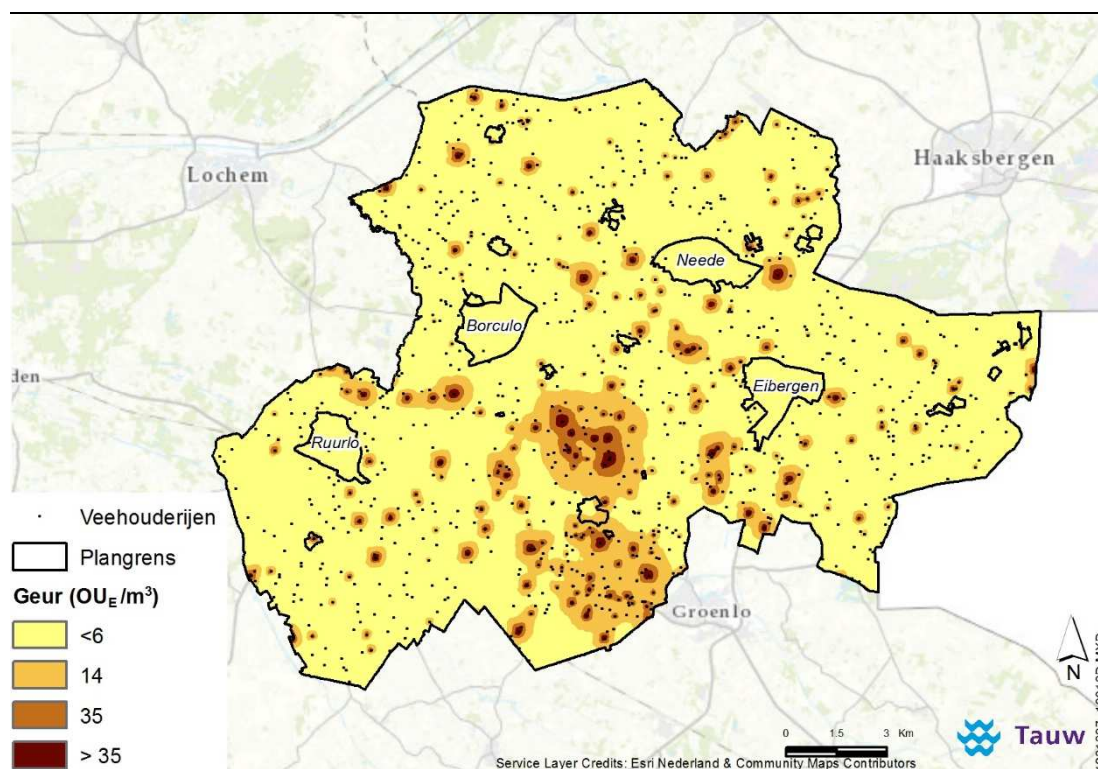 Lochem
Haaksbergen
Neede
Borculo
den
Eibergen
Ruurlo
Veehouderijen
Plangrens
Geur (OU_E/m³)
<6
14
35
> 35
Groenlo
N
0 1.5 3 Km
Tauw
Service Layer Credits: Esri Nederland & Community Maps Contributors